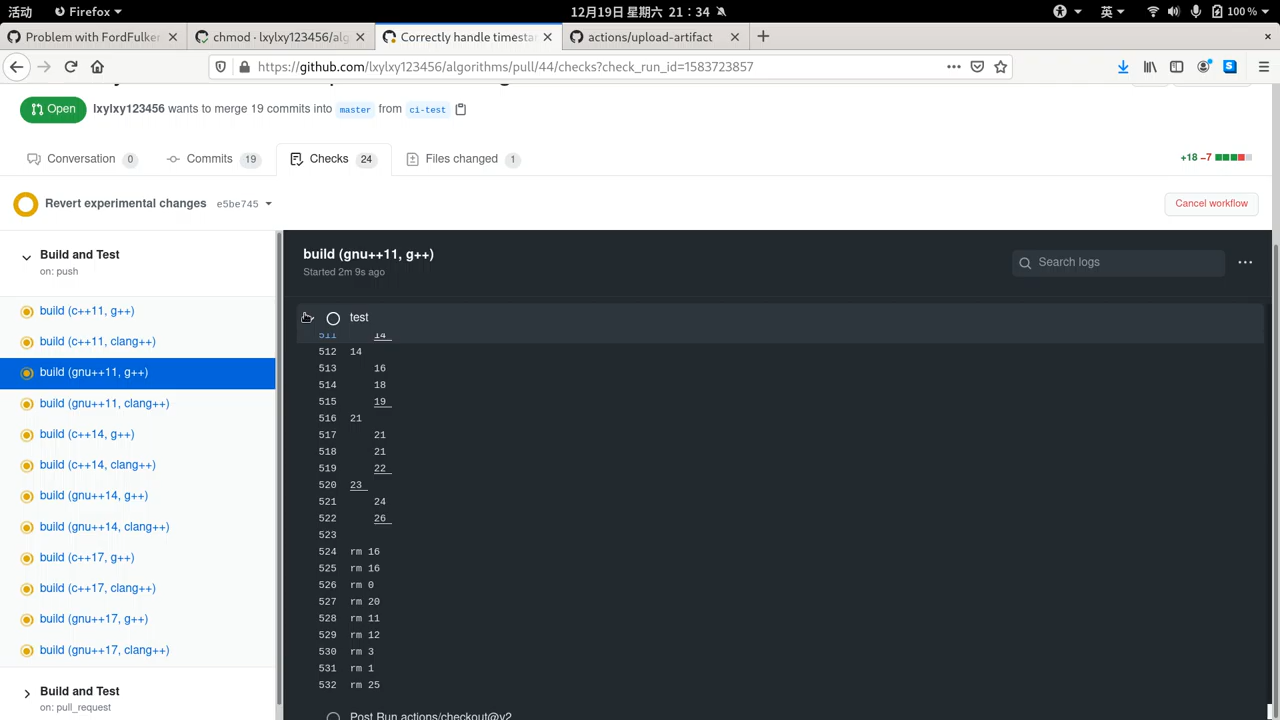 活动 Firefox 12月19日 星期六 21：34 英 100 %
Problem with FordFulker chmod · lxylxy123456/alg Correctly handle timesta actions/upload-artifact
https://github.com/lxylxy123456/algorithms/pull/44/checks?check_run_id=1583723857
Open lxylxy123456 wants to merge 19 commits into master from ci-test
Conversation 0 Commits 19 Checks 24 Files changed 1 +18 −7
Revert experimental changes e5be745 Cancel workflow
Build and Test
on: push
build (c++11, g++)
build (c++11, clang++)
build (gnu++11, g++)
build (gnu++11, clang++)
build (c++14, g++)
build (c++14, clang++)
build (gnu++14, g++)
build (gnu++14, clang++)
build (c++17, g++)
build (c++17, clang++)
build (gnu++17, g++)
build (gnu++17, clang++)
Build and Test
on: pull_request
build (gnu++11, g++)
Started 2m 9s ago
Search logs
test
511 14
512 14
513 16
514 18
515 19
516 21
517 21
518 21
519 22
520 23
521 24
522 26
523
524 rm 16
525 rm 16
526 rm 0
527 rm 20
528 rm 11
529 rm 12
530 rm 3
531 rm 1
532 rm 25
Post Run actions/checkout@v2